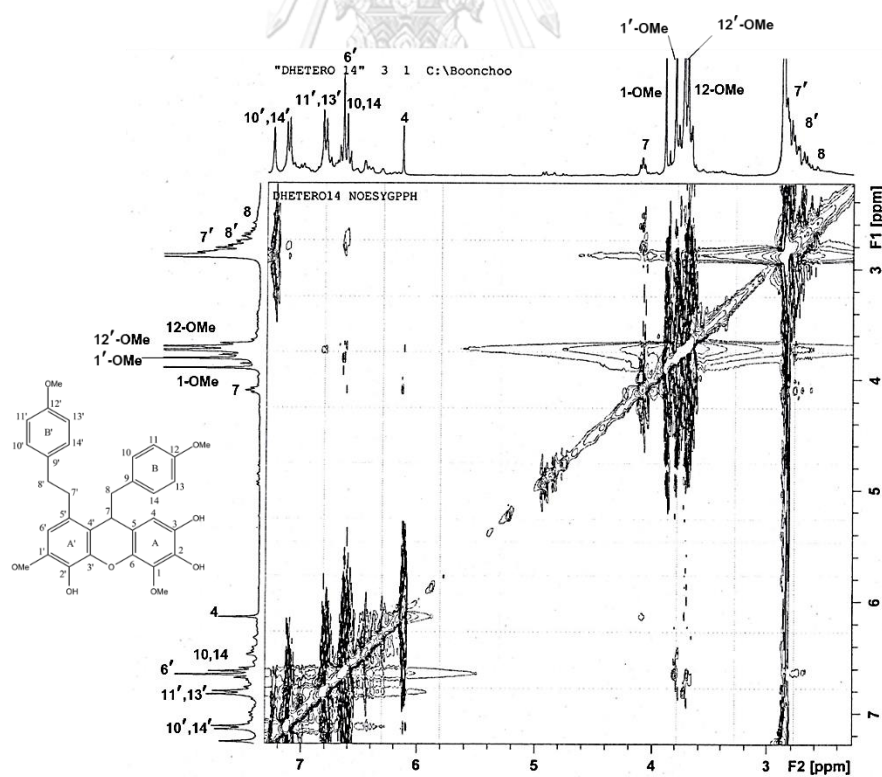 1'-OMe
12'-OMe
6'
"DHETERO 14" 3 1 C:\Boonchoo
7'
11',13'
1-OMe
12-OMe
10',14'
10,14
4
8'
7
8
DHETERO14 NOESYGPPH
8
8'
7'
F1 [ppm]
3
12-OMe
12'-OMe
1'-OMe
1-OMe
4
7
OMe
11'
12'
13'
B'
10'
14'
9'
11
12
OMe
10
B
8'
9
13
7'
8
14
5'
7
4
6'
4'
5
3
OH
A'
A
1'
3'
6
2
MeO
2'
O
1
OH
OH
OMe
5
6
4
10,14
6'
11',13'
10',14'
7
7
6
5
4
3
F2 [ppm]